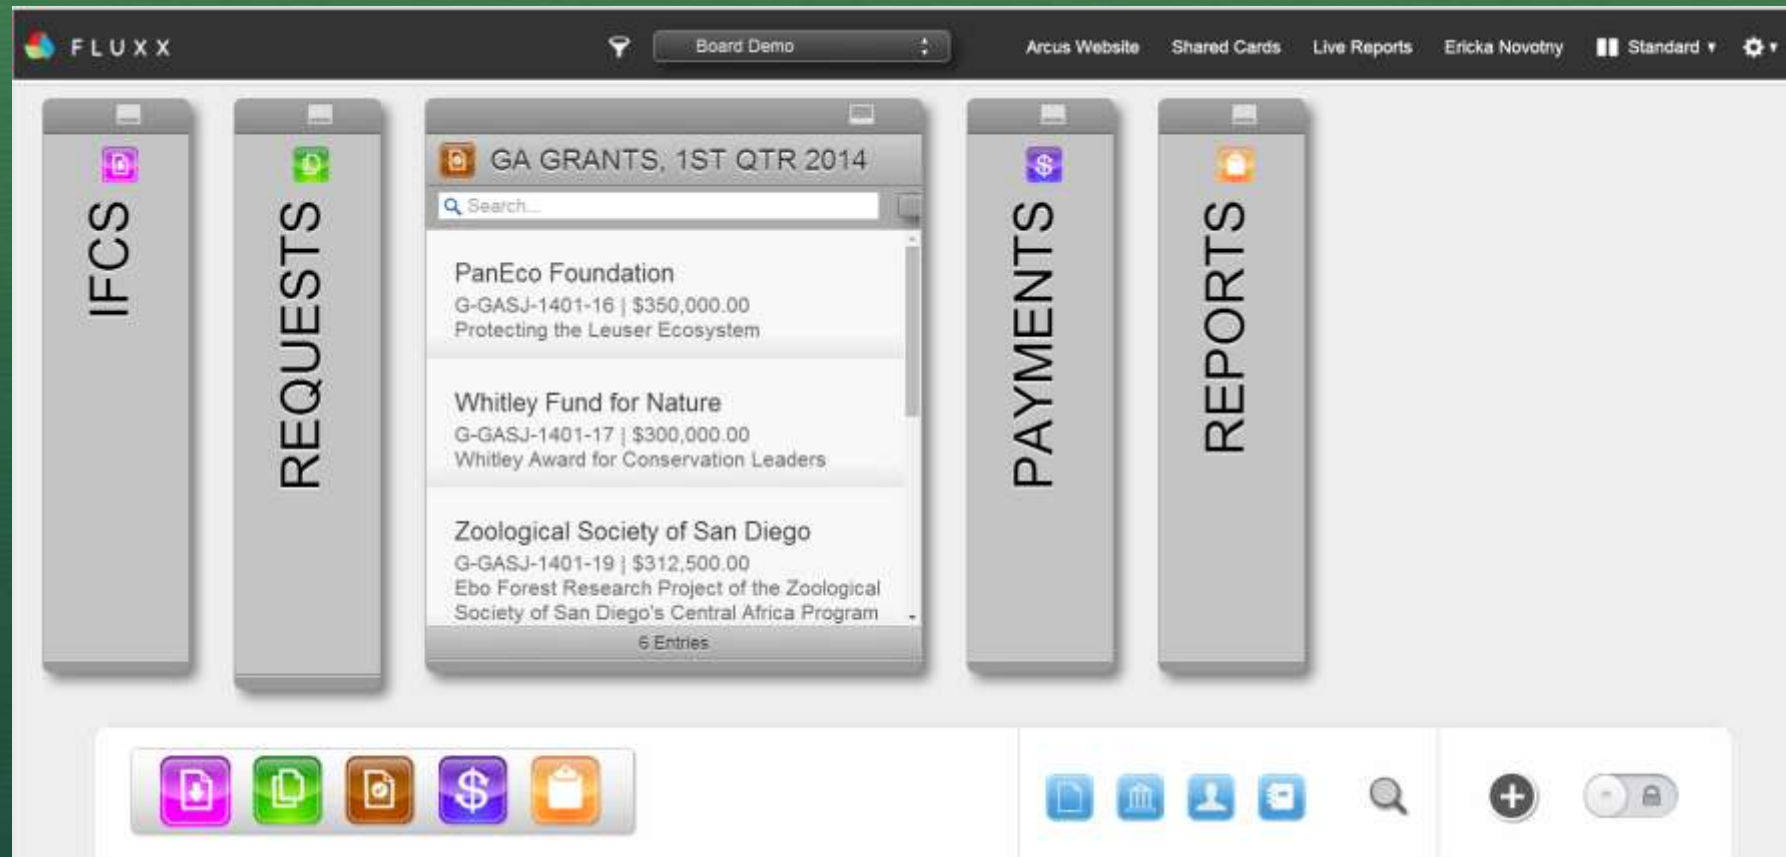 FLUXX
Board Demo
Arcus Website
Shared Cards
Live Reports
Ericka Novotny
Standard
IFCS
REQUESTS
GA GRANTS, 1ST QTR 2014
Search...
PanEco Foundation
G-GASJ-1401-16 | $350,000.00
Protecting the Leuser Ecosystem
Whitley Fund for Nature
G-GASJ-1401-17 | $300,000.00
Whitley Award for Conservation Leaders
Zoological Society of San Diego
G-GASJ-1401-19 | $312,500.00
Ebo Forest Research Project of the Zoological
Society of San Diego's Central Africa Program
6 Entries
PAYMENTS
REPORTS